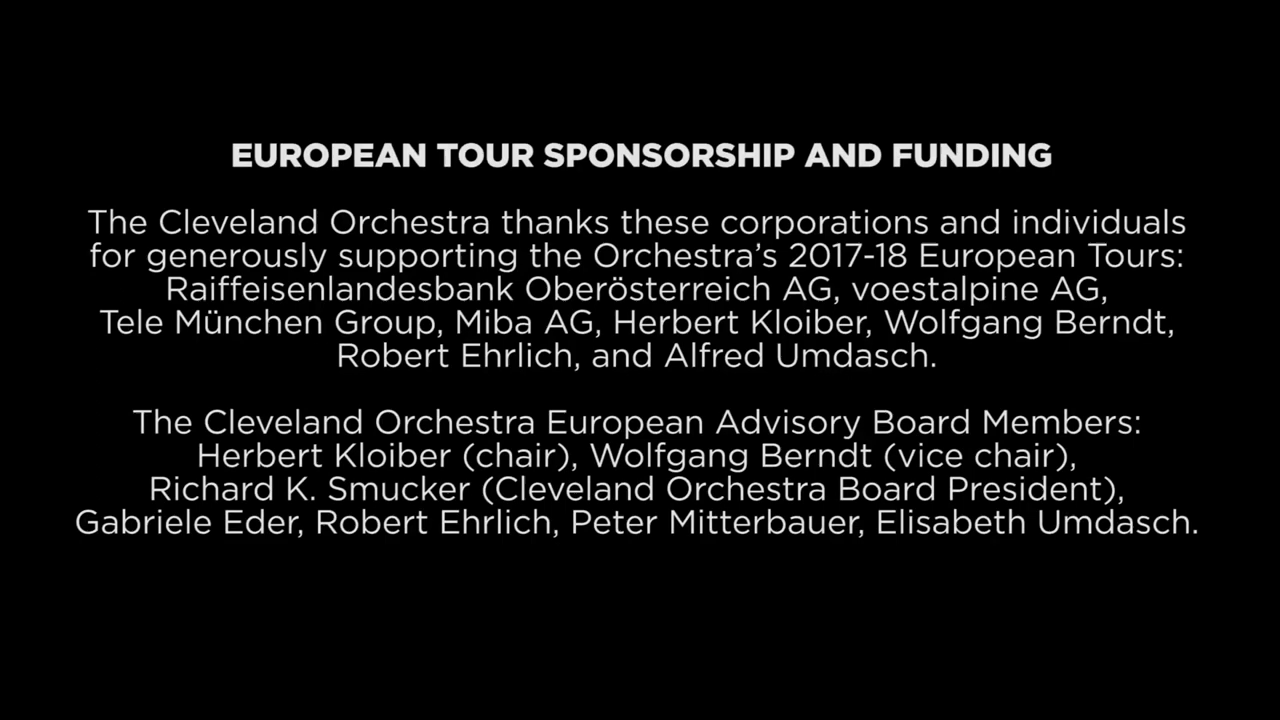 EUROPEAN TOUR SPONSORSHIP AND FUNDING
The Cleveland Orchestra thanks these corporations and individuals
for generously supporting the Orchestra’s 2017-18 European Tours:
Raiffeisenlandesbank Oberösterreich AG, voestalpine AG,
Tele München Group, Miba AG, Herbert Kloiber, Wolfgang Berndt,
Robert Ehrlich, and Alfred Umdasch.
The Cleveland Orchestra European Advisory Board Members:
Herbert Kloiber (chair), Wolfgang Berndt (vice chair),
Richard K. Smucker (Cleveland Orchestra Board President),
Gabriele Eder, Robert Ehrlich, Peter Mitterbauer, Elisabeth Umdasch.